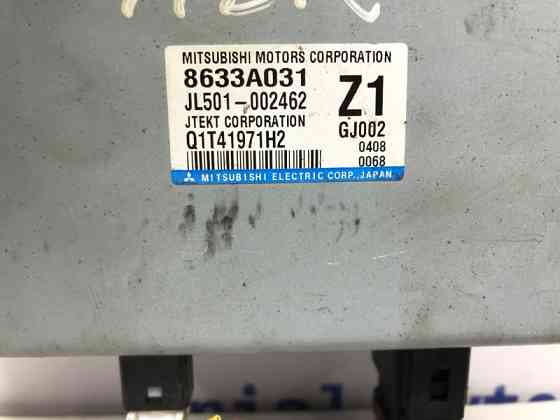 MITSUBISHI MOTORS CORPORATION
8633A031
JL501-002462
Z1
JTEKT CORPORATION
GJ002
Q1T41971H2
0408
0068
MITSUBISHI ELECTRIC CORP.,JAPAN